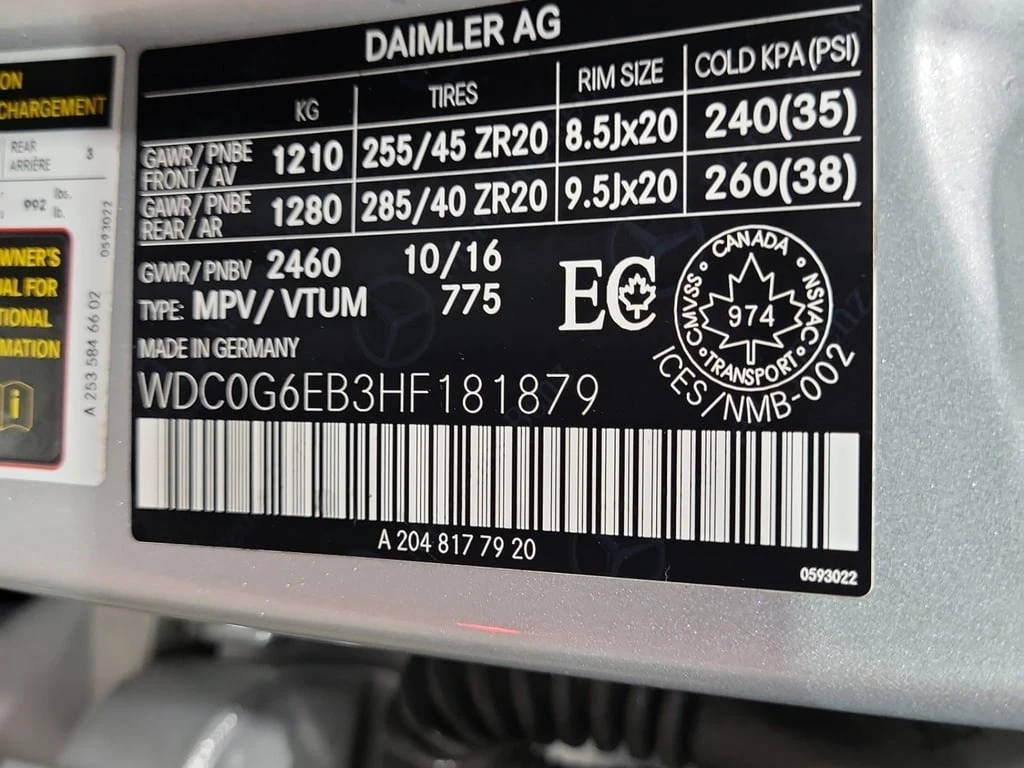 DAIMLER AG
KG TIRES RIM SIZE COLD KPA (PSI)
GAWR/PNBE FRONT/AV 1210 255/45 ZR20 8.5Jx20 240(35)
GAWR/PNBE REAR/AR 1280 285/40 ZR20 9.5Jx20 260(38)
GVWR/PNBV 2460 10/16
TYPE: MPV/VTUM 775
MADE IN GERMANY
WDC0G6EB3HF181879
A 204 817 79 20
0593022
EC
CANADA
CMVSS NSVAC
974
TRANSPORT
ICES/NMB-002
ON
CHARGEMENT
REAR
ARRIÈRE 3
992 lbs.
lb.
0593022
WNER'S
UAL FOR
TIONAL
MATION
i
A 253 584 66 02